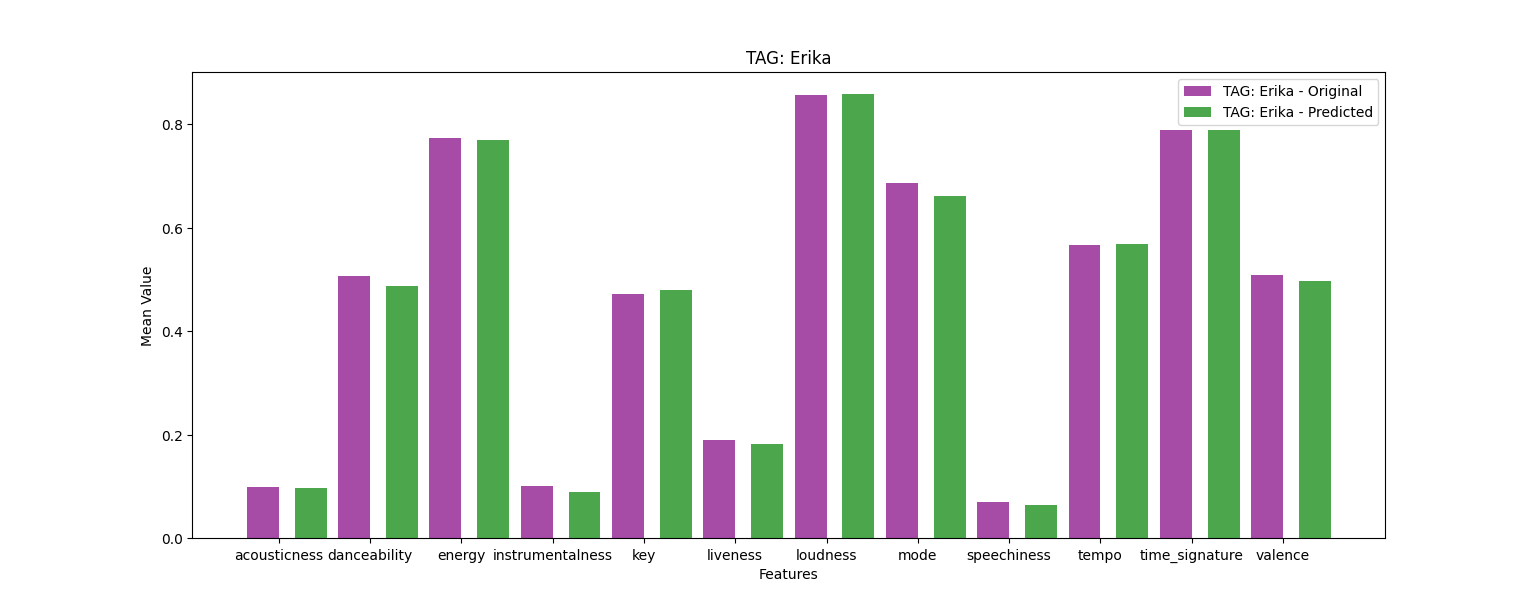 TAG: Erika
TAG: Erika - Original
TAG: Erika - Predicted
Mean Value
0.8
0.6
0.4
0.2
0.0
acousticness danceability energy instrumentalness key liveness loudness mode speechiness tempo time_signature valence
Features